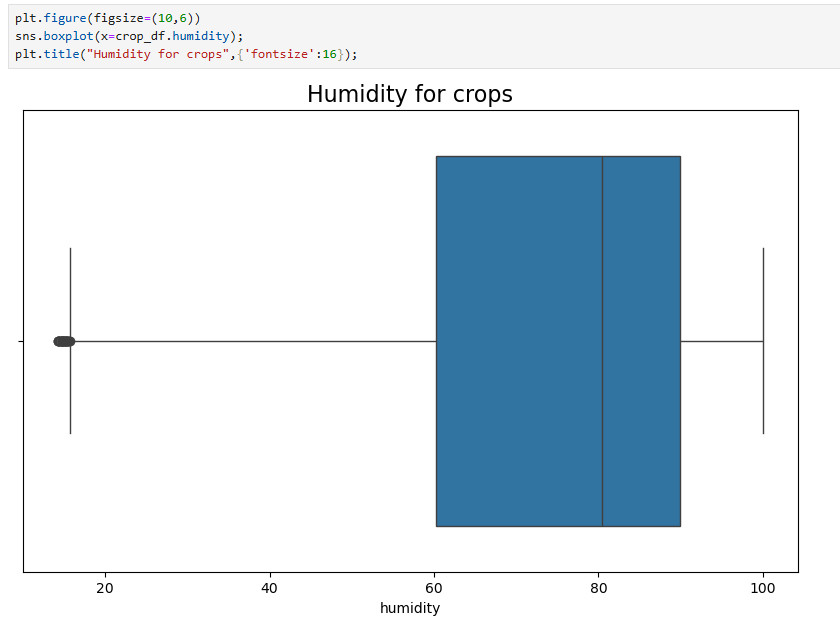 plt.figure(figsize=(10,6))
sns.boxplot(x=crop_df.humidity);
plt.title("Humidity for crops",{'fontsize':16});
Humidity for crops
20 40 60 80 100
humidity